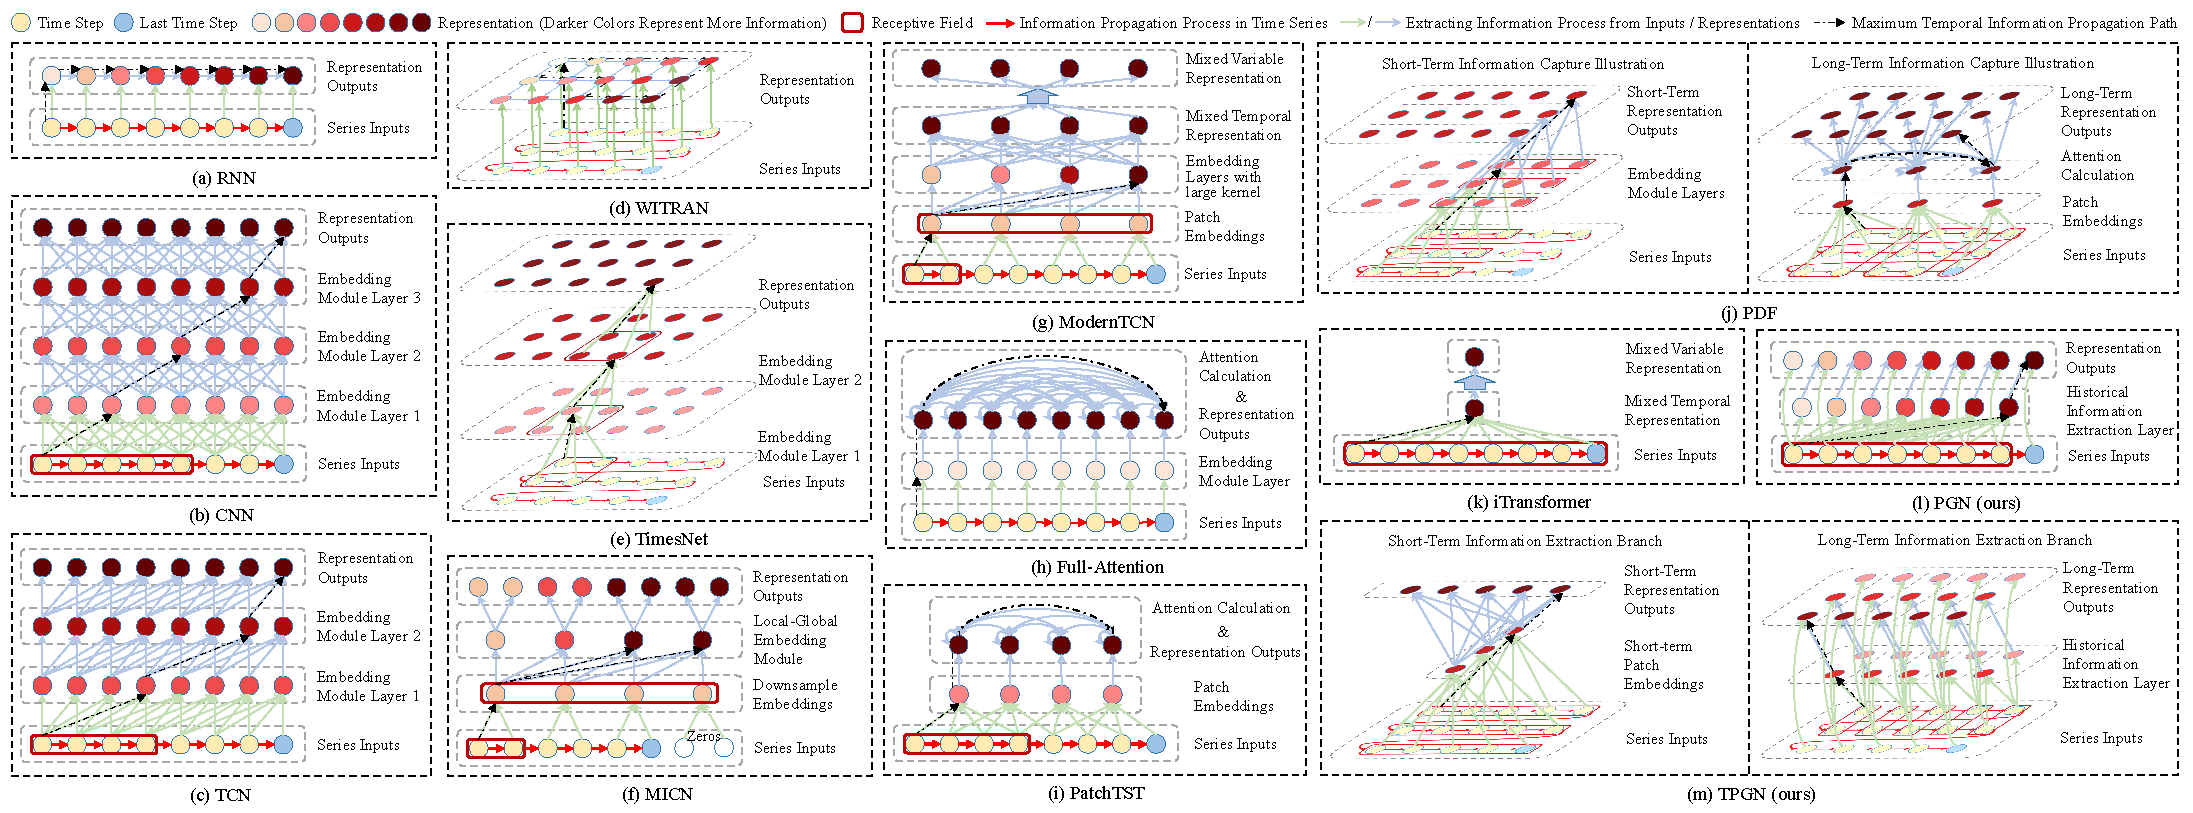 Time Step
Last Time Step
Representation (Darker Colors Represent More Information)
Receptive Field
Information Propagation Process in Time Series
/
Extracting Information Process from Inputs / Representations
Maximum Temporal Information Propagation Path
Representation
Outputs
Series Inputs
(a) RNN
Representation
Outputs
Embedding
Module Layer 3
Embedding
Module Layer 2
Embedding
Module Layer 1
Series Inputs
(b) CNN
Representation
Outputs
Embedding
Module Layer 2
Embedding
Module Layer 1
Series Inputs
(c) TCN
Representation
Outputs
Series Inputs
(d) WITRAN
Representation
Outputs
Embedding
Module Layer 2
Embedding
Module Layer 1
Series Inputs
(e) TimesNet
Representation
Outputs
Local-Global
Embedding
Module
Downsample
Embeddings
Zeros
Series Inputs
(f) MICN
Mixed Variable
Representation
Mixed Temporal
Representation
Embedding
Layers with
large kernel
Patch
Embeddings
Series Inputs
(g) ModernTCN
Attention
Calculation
&
Representation
Outputs
Embedding
Module Layer
Series Inputs
(h) Full-Attention
Attention Calculation
&
Representation Outputs
Patch
Embeddings
Series Inputs
(i) PatchTST
Short-Term Information Capture Illustration
Short-Term
Representation
Outputs
Embedding
Module Layers
Series Inputs
Long-Term Information Capture Illustration
Long-Term
Representation
Outputs
Attention
Calculation
Patch
Embeddings
Series Inputs
(j) PDF
Mixed Variable
Representation
Mixed Temporal
Representation
Series Inputs
(k) iTransformer
Representation
Outputs
Historical
Information
Extraction Layer
Series Inputs
(l) PGN (ours)
Short-Term Information Extraction Branch
Short-Term
Representation
Outputs
Short-term
Patch
Embeddings
Series Inputs
Long-Term Information Extraction Branch
Long-Term
Representation
Outputs
Historical
Information
Extraction Layer
Series Inputs
(m) TPGN (ours)